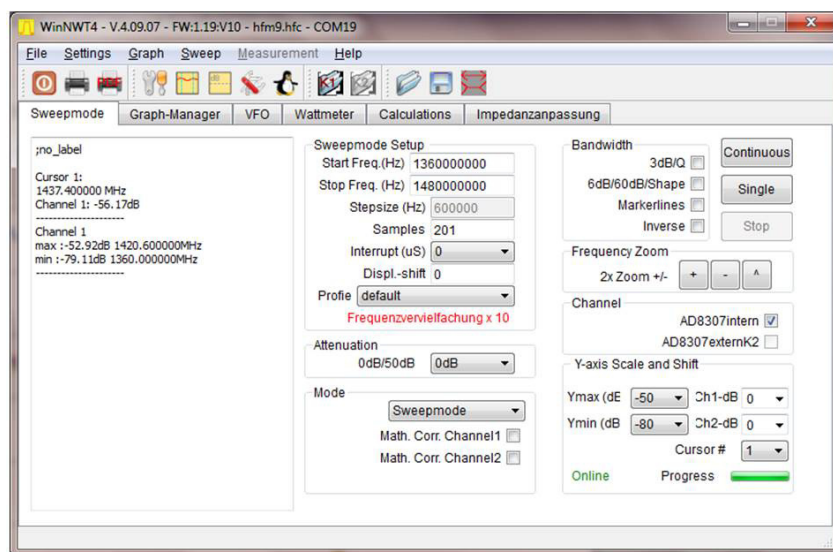 WinNWT4 - V.4.09.07 - FW:1.19:V10 - hfm9.hfc - COM19
File Settings Graph Sweep Measurement Help
Sweepmode Graph-Manager VFO Wattmeter Calculations Impedanzanpassung
;no_label
Cursor 1:
1437.400000 MHz
Channel 1: -56.17dB
---------------------
Channel 1
max :-52.92dB 1420.600000MHz
min :-79.11dB 1360.000000MHz
---------------------
Sweepmode Setup
Start Freq.(Hz) 1360000000
Stop Freq. (Hz) 1480000000
Stepsize (Hz) 600000
Samples 201
Interrupt (uS) 0
Displ.-shift 0
Profie default
Frequenzvervielfachung x 10
Attenuation
0dB/50dB 0dB
Mode
Sweepmode
Math. Corr. Channel1
Math. Corr. Channel2
Bandwidth
3dB/Q
6dB/60dB/Shape
Markerlines
Inverse
Continuous
Single
Stop
Frequency Zoom
2x Zoom +/- + - ^
Channel
AD8307intern
AD8307externK2
Y-axis Scale and Shift
Ymax (dE -50 Ch1-dB 0
Ymin (dB -80 Ch2-dB 0
Cursor # 1
Online Progress